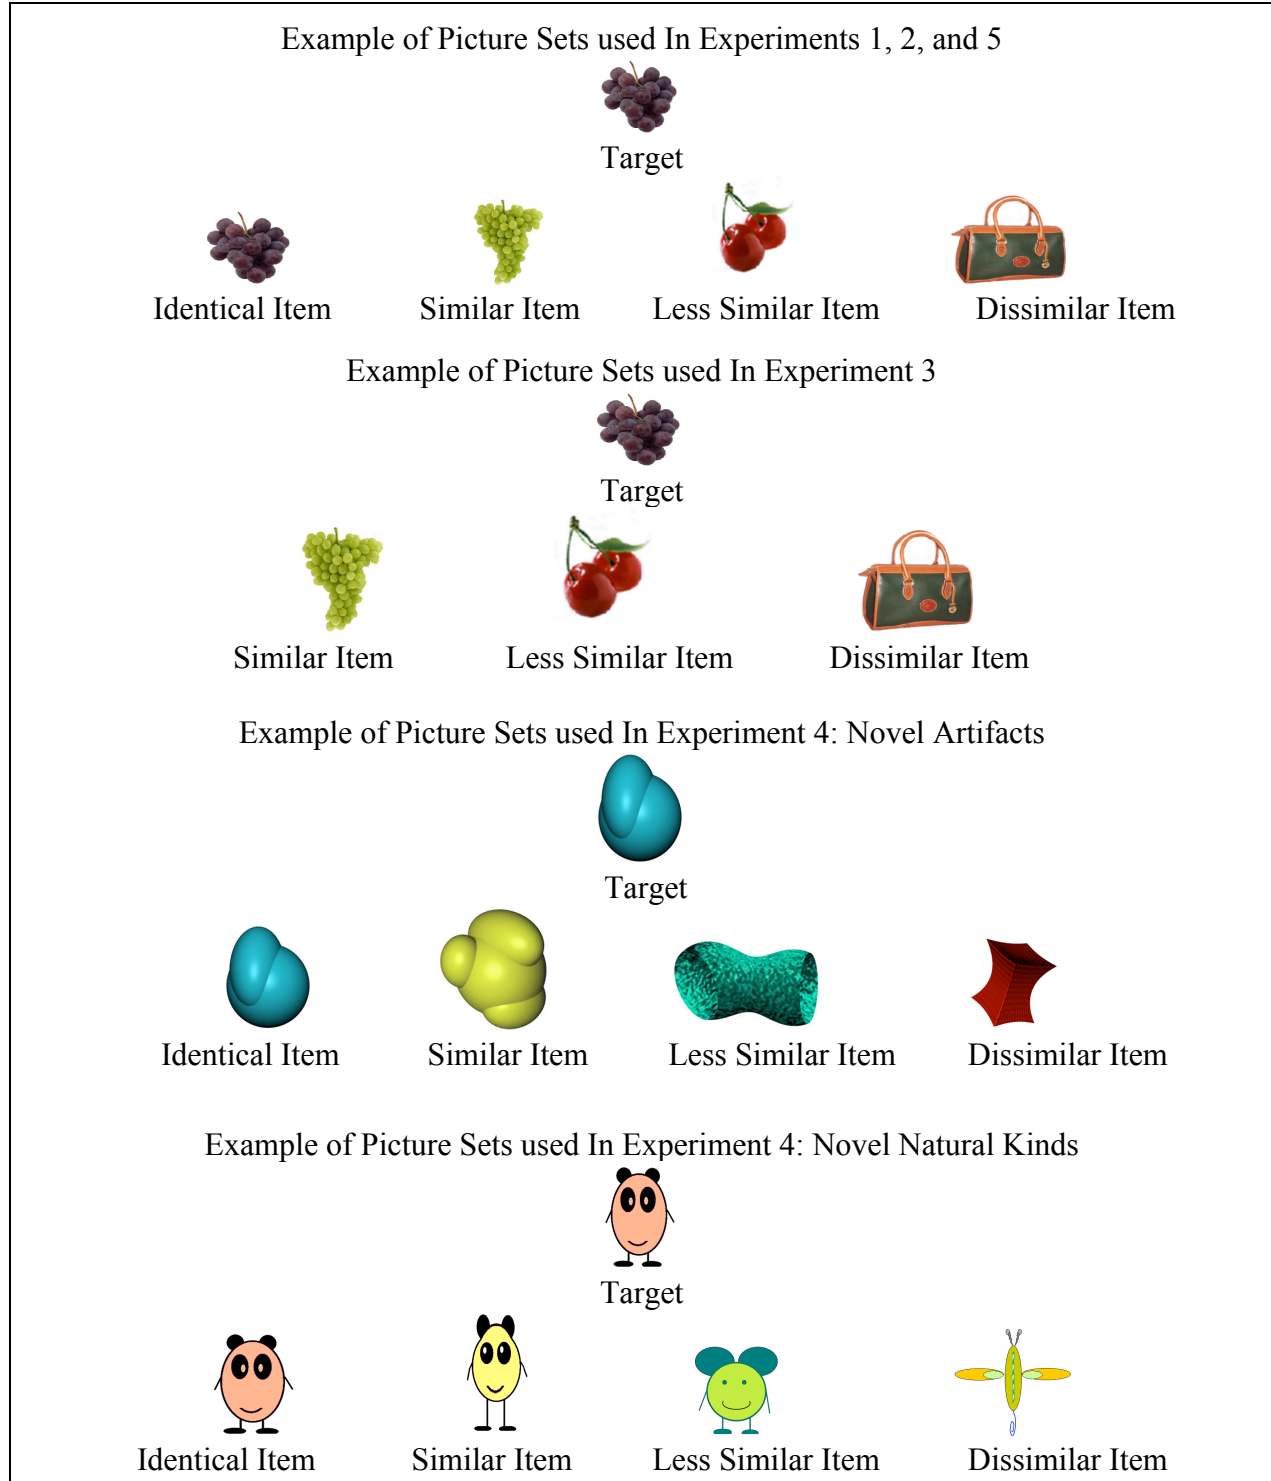 Example of Picture Sets used In Experiments 1, 2, and 5
Target
Identical Item Similar Item Less Similar Item Dissimilar Item
Example of Picture Sets used In Experiment 3
Target
Similar Item Less Similar Item Dissimilar Item
Example of Picture Sets used In Experiment 4: Novel Artifacts
Target
Identical Item Similar Item Less Similar Item Dissimilar Item
Example of Picture Sets used In Experiment 4: Novel Natural Kinds
Target
Identical Item Similar Item Less Similar Item Dissimilar Item